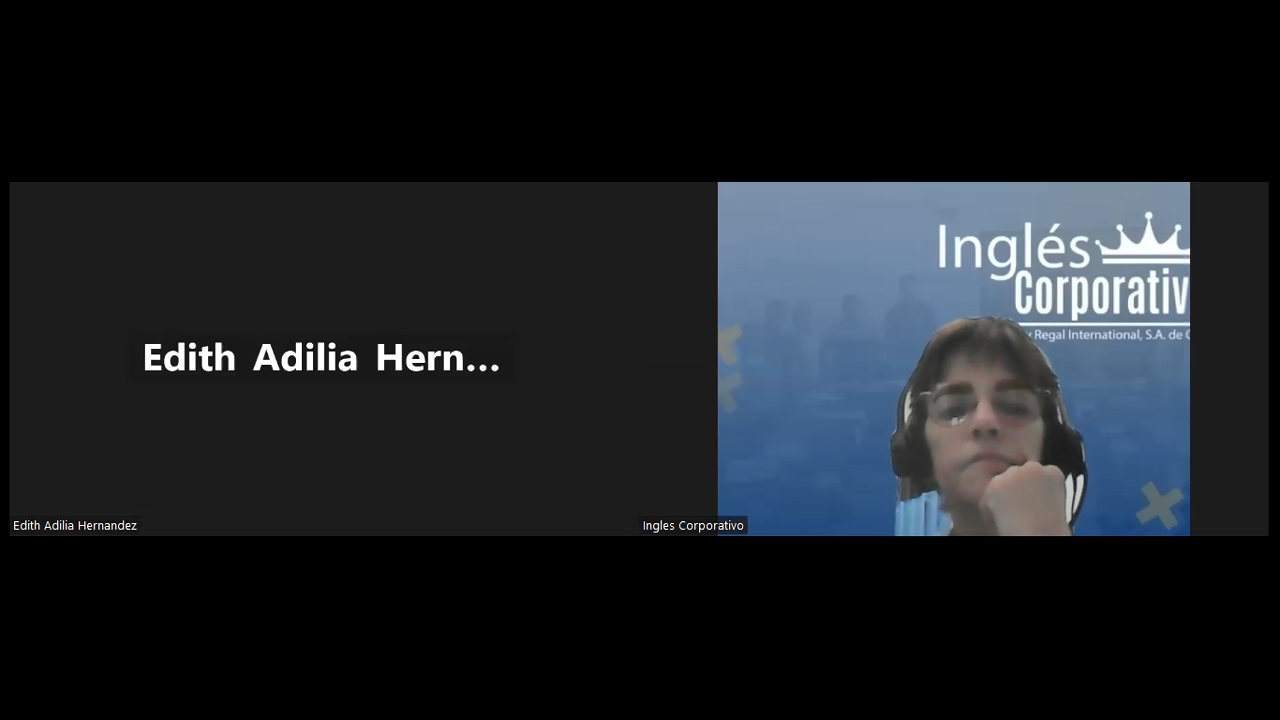 Edith Adilia Hern...
Edith Adilia Hernandez
Inglés
Corporativ
Regal International, S.A. de
Ingles Corporativo